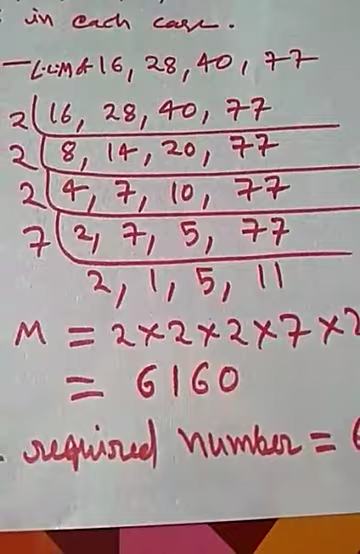 in each case.
L.C.M of 16, 28, 40, 77
2 16, 28, 40, 77
2 8, 14, 20, 77
2 4, 7, 10, 77
7 2, 7, 5, 77
2, 1, 5, 11
M = 2×2×2×7×2
= 6160
required number = 6